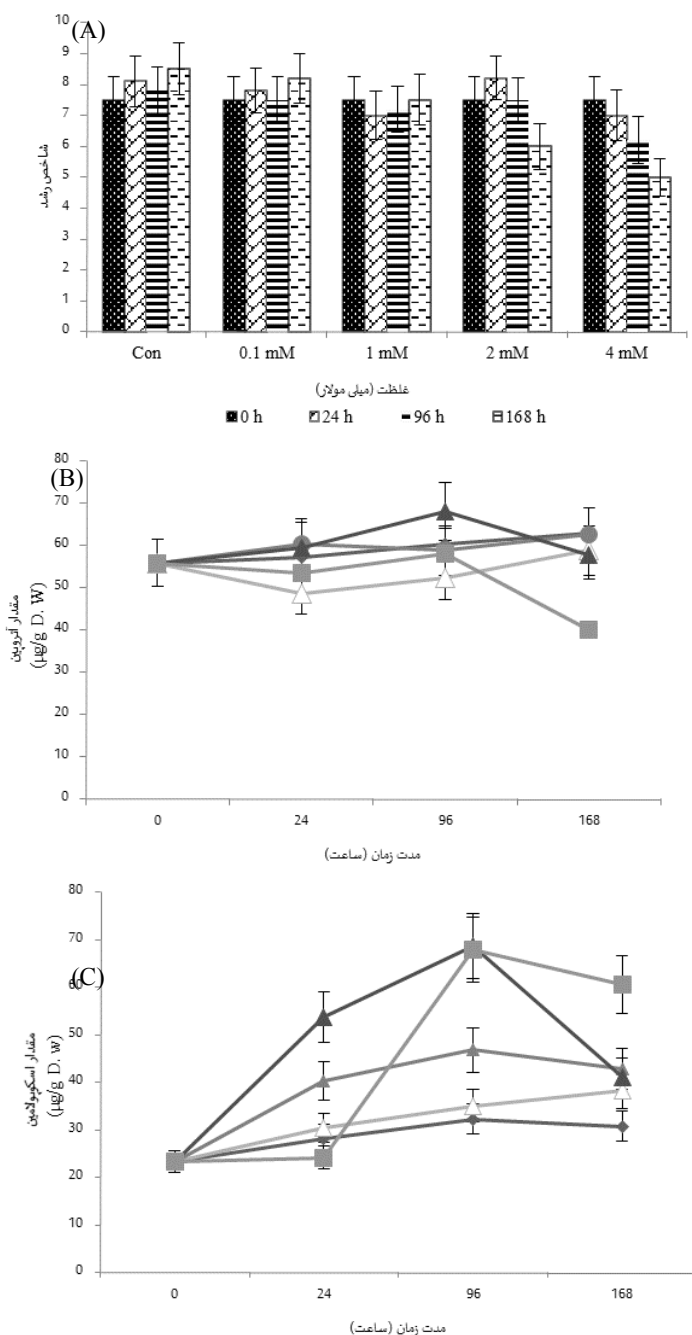 (A)
10
9
8
7
6
5
4
3
2
1
0
شاخص رشد
Con 0.1 mM 1 mM 2 mM 4 mM
غلظت (میلی مولار)
0 h 24 h 96 h 168 h
(B)
80
70
60
50
40
30
20
10
0
مقدار آتروپین
(µg/g D. W)
0 24 96 168
مدت زمان (ساعت)
(C)
80
70
60
50
40
30
20
10
0
مقدار اسکوپولامین
(µg/g D. w)
0 24 96 168
مدت زمان (ساعت)